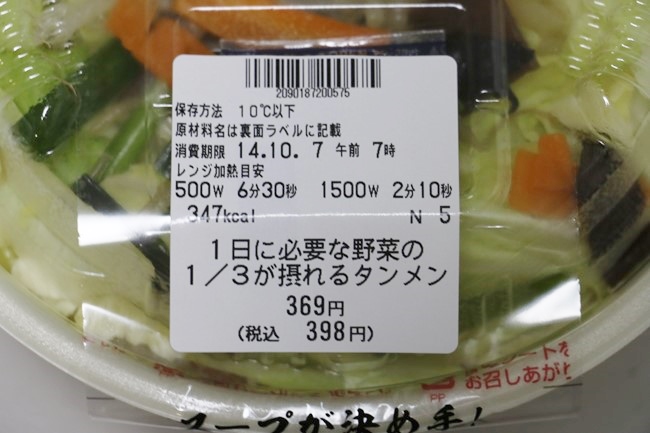 2090187200575
保存方法 10℃以下
原材料名は裏面ラベルに記載
消費期限 14.10. 7 午前 7時
レンジ加熱目安
500W 6分30秒 1500W 2分10秒
347kcal N 5
1日に必要な野菜の
1/3が摂れるタンメン
369円
(税込 398円)
シートを
お召しあが
PP
スープが決め手!